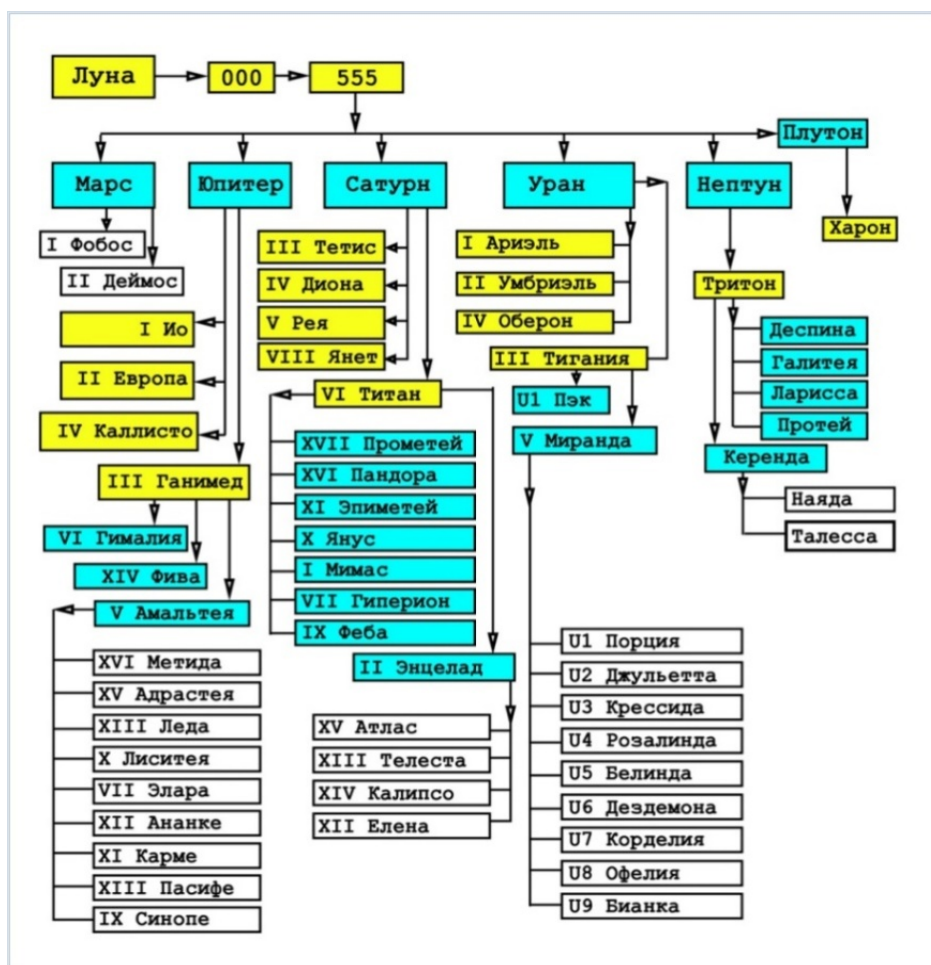 Луна
000
555
Плутон
Марс
Юпитер
Сатурн
Уран
Нептун
Харон
I Фобос
II Деймос
I Ио
II Европа
IV Каллисто
III Ганимед
VI Гималия
XIV Фива
V Амальтея
XVI Метида
XV Адрастея
XIII Леда
X Лиситея
VII Элара
XII Ананке
XI Карме
XIII Пасифе
IX Синопе
III Тетис
IV Диона
V Рея
VIII Янет
VI Титан
XVII Прометей
XVI Пандора
XI Эпиметей
X Янус
I Мимас
VII Гиперион
IX Феба
II Энцелад
XV Атлас
XIII Телеста
XIV Калипсо
XII Елена
I Ариэль
II Умбриэль
IV Оберон
III Титания
U1 Пэк
V Миранда
U1 Порция
U2 Джульетта
U3 Крессида
U4 Розалинда
U5 Белинда
U6 Дездемона
U7 Корделия
U8 Офелия
U9 Бианка
Тритон
Деспина
Галитея
Ларисса
Протей
Керенда
Наяда
Талесса